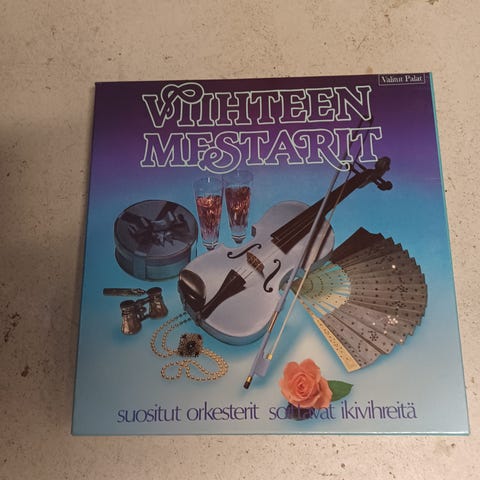 Valitut Palat
VIIHTEEN
MESTARIT
suositut orkesterit soittavat ikivihreitä